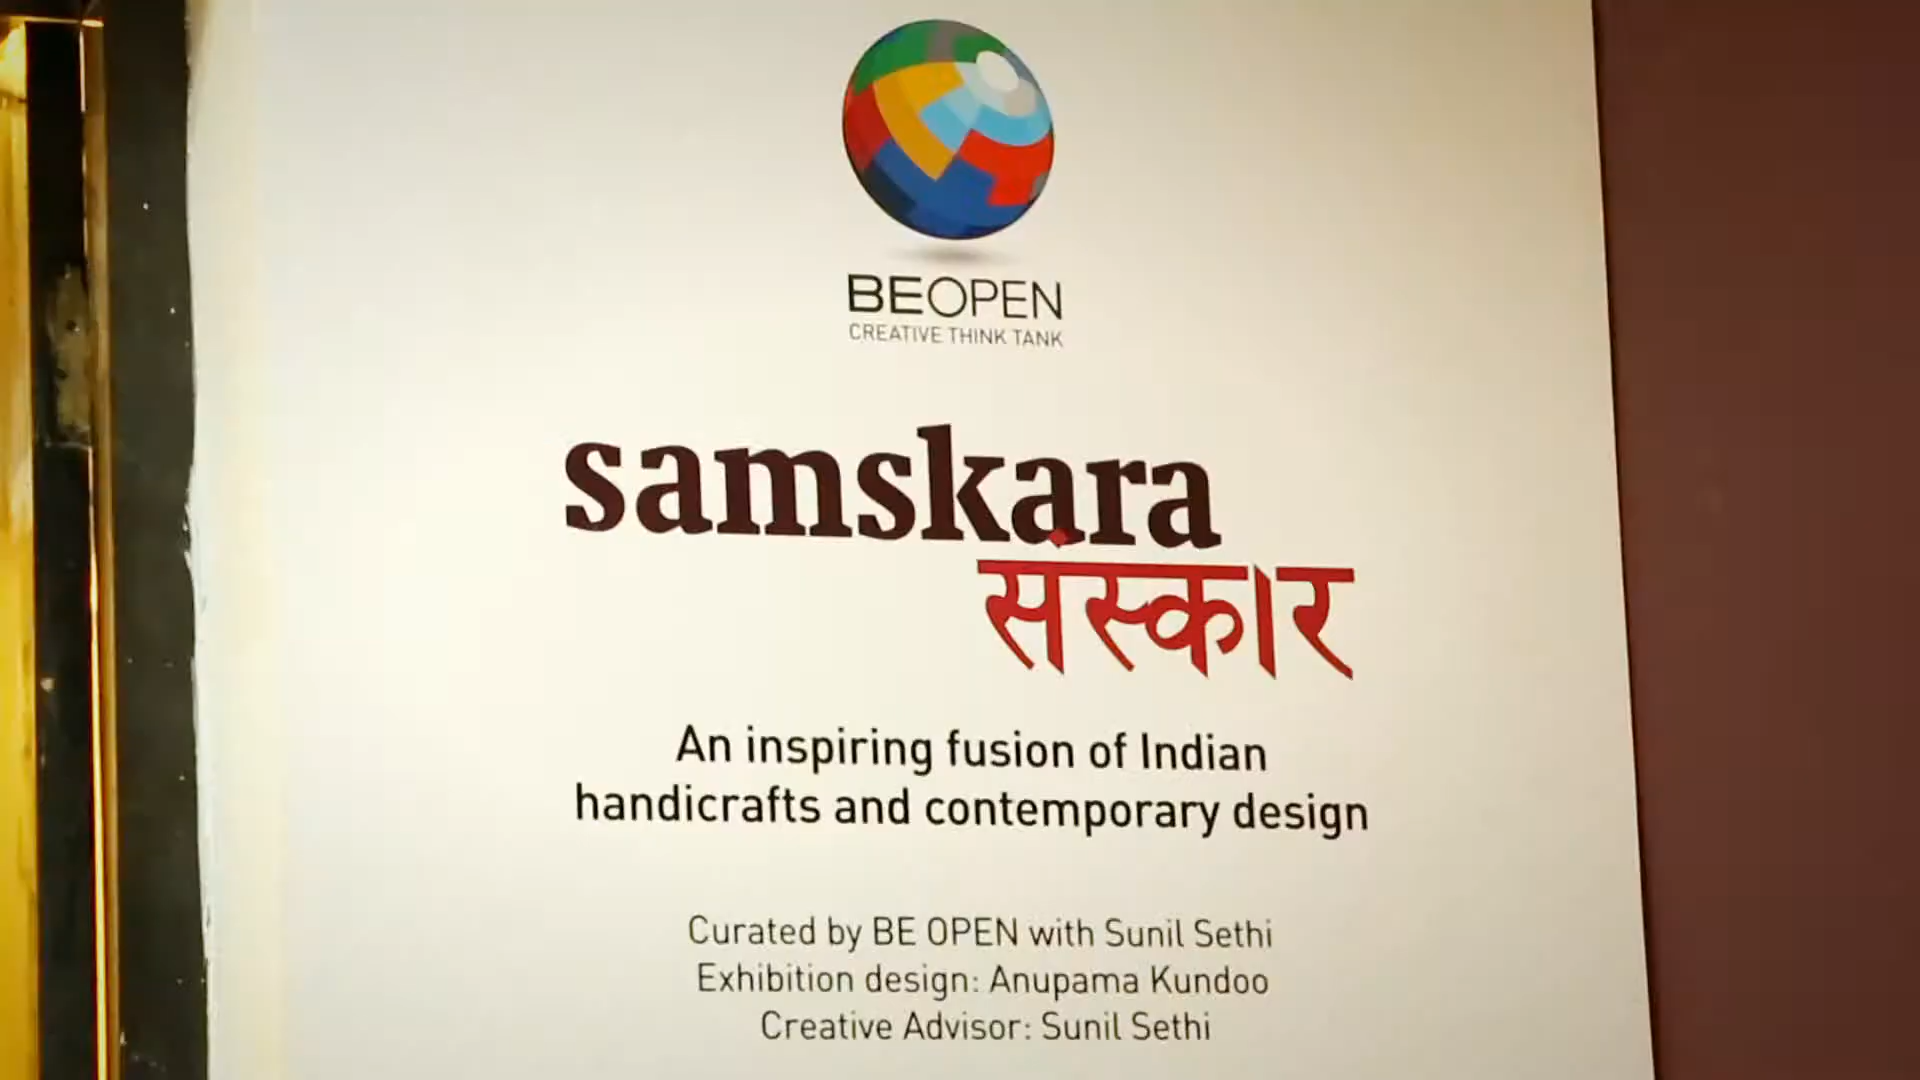 BEOPEN
CREATIVE THINK TANK
samskara
संस्कार
An inspiring fusion of Indian
handicrafts and contemporary design
Curated by BE OPEN with Sunil Sethi
Exhibition design: Anupama Kundoo
Creative Advisor: Sunil Sethi